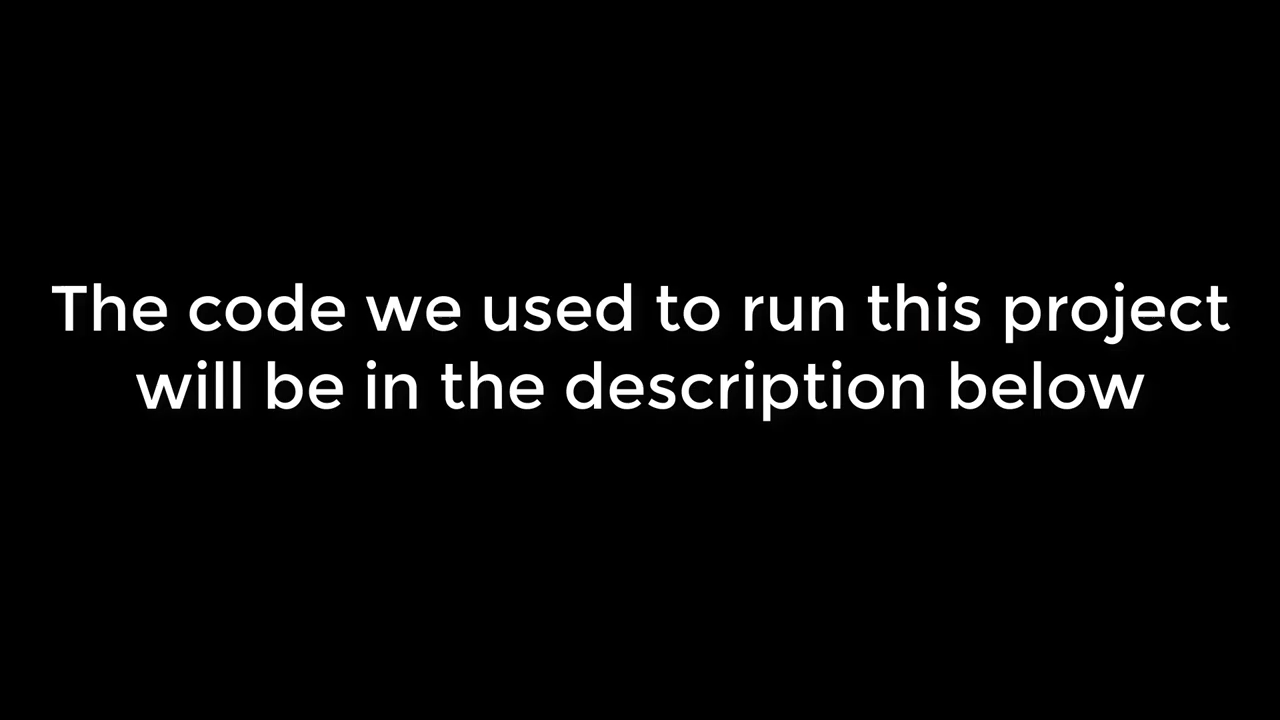 The code we used to run this project
will be in the description below